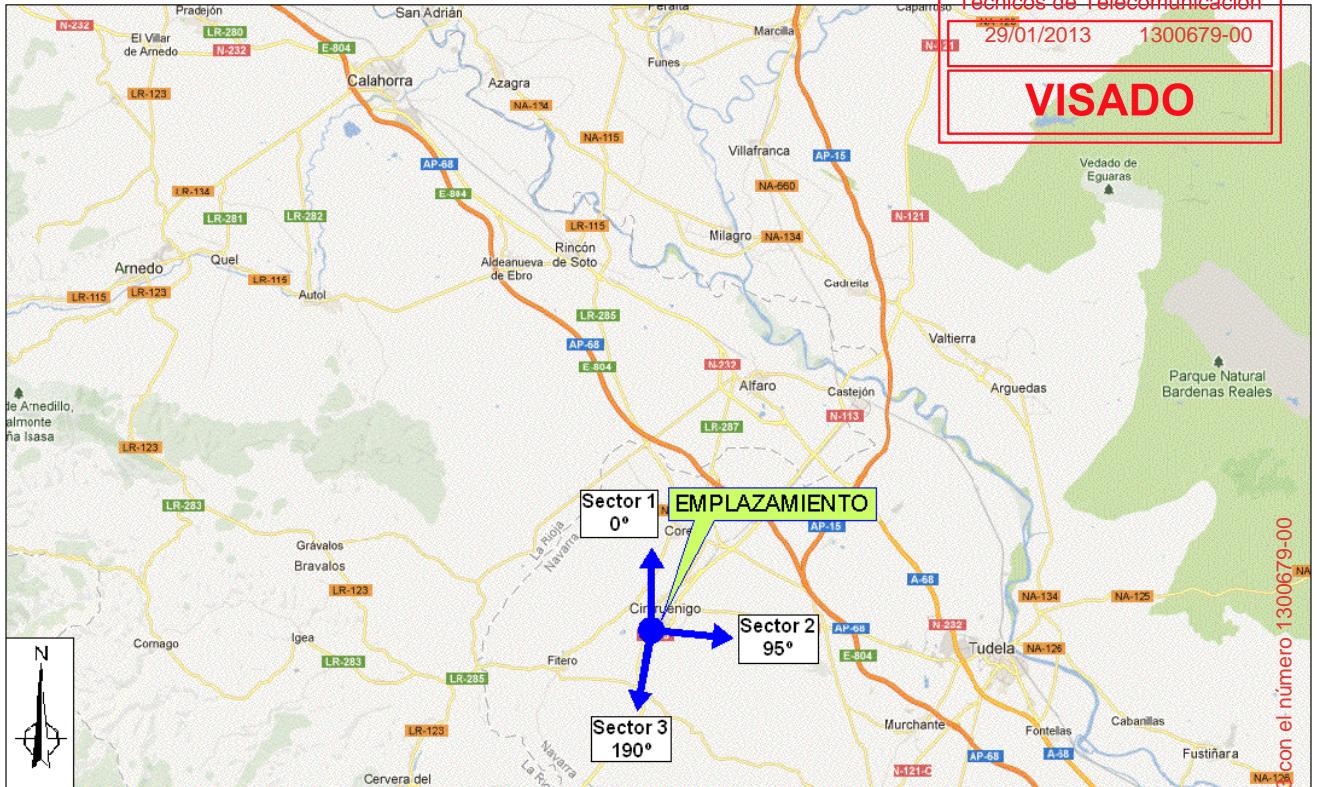 Técnicos de Telecomunicación
29/01/2013 1300679-00
VISADO
Pradejón
San Adrián
Peralta
Caparroso
N-232
El Villar
de Arnedo
LR-280
N-232
E-804
Marcilla
N-121
Funes
Calahorra
Azagra
LR-123
NA-134
NA-115
Villafranca
AP-15
AP-68
Vedado de
Eguaras
LR-134
E-804
NA-660
LR-281
LR-282
N-121
LR-115
Milagro
NA-134
Rincón
de Soto
Arnedo
Quel
Aldeanueva
de Ebro
LR-115
Cadreita
LR-115
LR-123
Autol
LR-285
Valtierra
AP-68
E-804
N-232
Parque Natural
Bardenas Reales
Alfaro
Castejón
Arguedas
de Arnedillo,
almonte
ña Isasa
N-113
LR-287
LR-123
Sector 1
0º
EMPLAZAMIENTO
LR-283
Core
AP-15
La Rioja
Navarra
Grávalos
Bravalos
A-68
LR-123
NA-134
NA-125
NA
Cintruénigo
Sector 2
95º
AP-68
N-232
Cornago
Igea
Tudela
NA-126
N
LR-283
Fitero
E-804
LR-285
Sector 3
190º
Murchante
Cabanillas
LR-123
Fontellas
Navarra
La Rio
AP-68
A-68
Fustiñara
N-121-C
Cervera del
NA-126
3 con el número 1300679-00